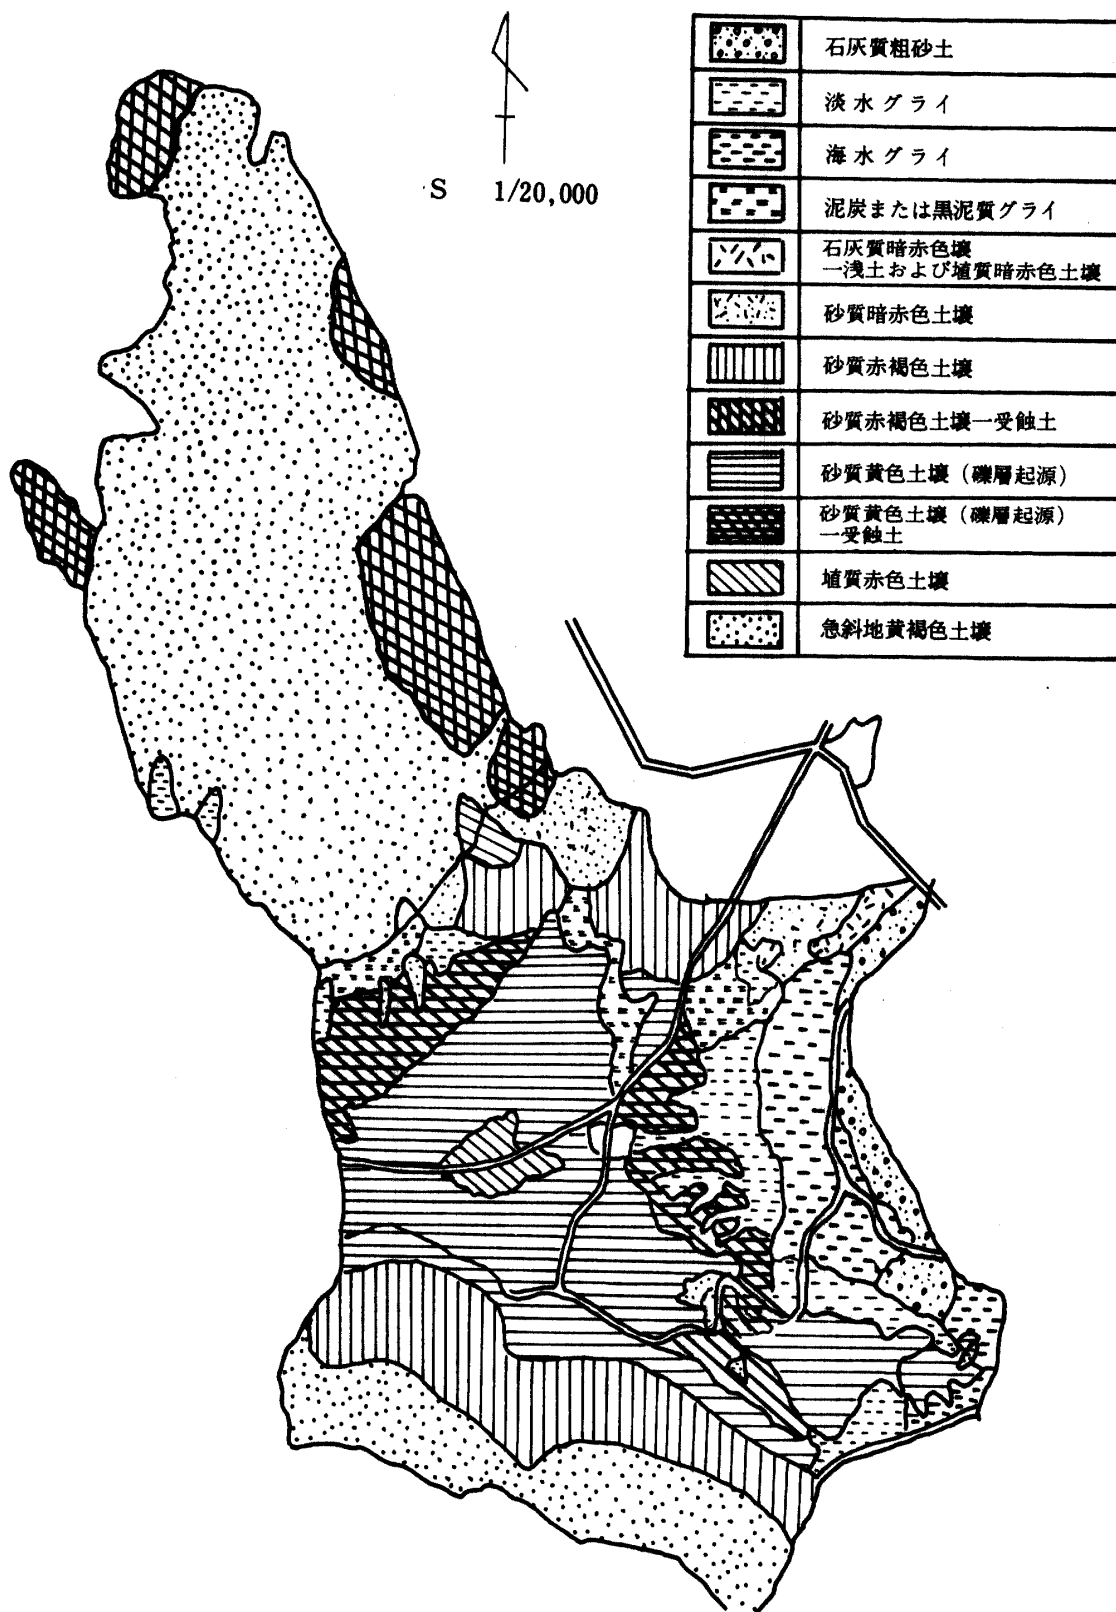 S 1/20,000
石灰質粗砂土
淡水グライ
海水グライ
泥炭または黒泥質グライ
石灰質暗赤色壌
一浅土および埴質暗赤色土壌
砂質暗赤色土壌
砂質赤褐色土壌
砂質赤褐色土壌一受蝕土
砂質黄色土壌（礫層起源）
砂質黄色土壌（礫層起源）
一受蝕土
埴質赤色土壌
急斜地黄褐色土壌